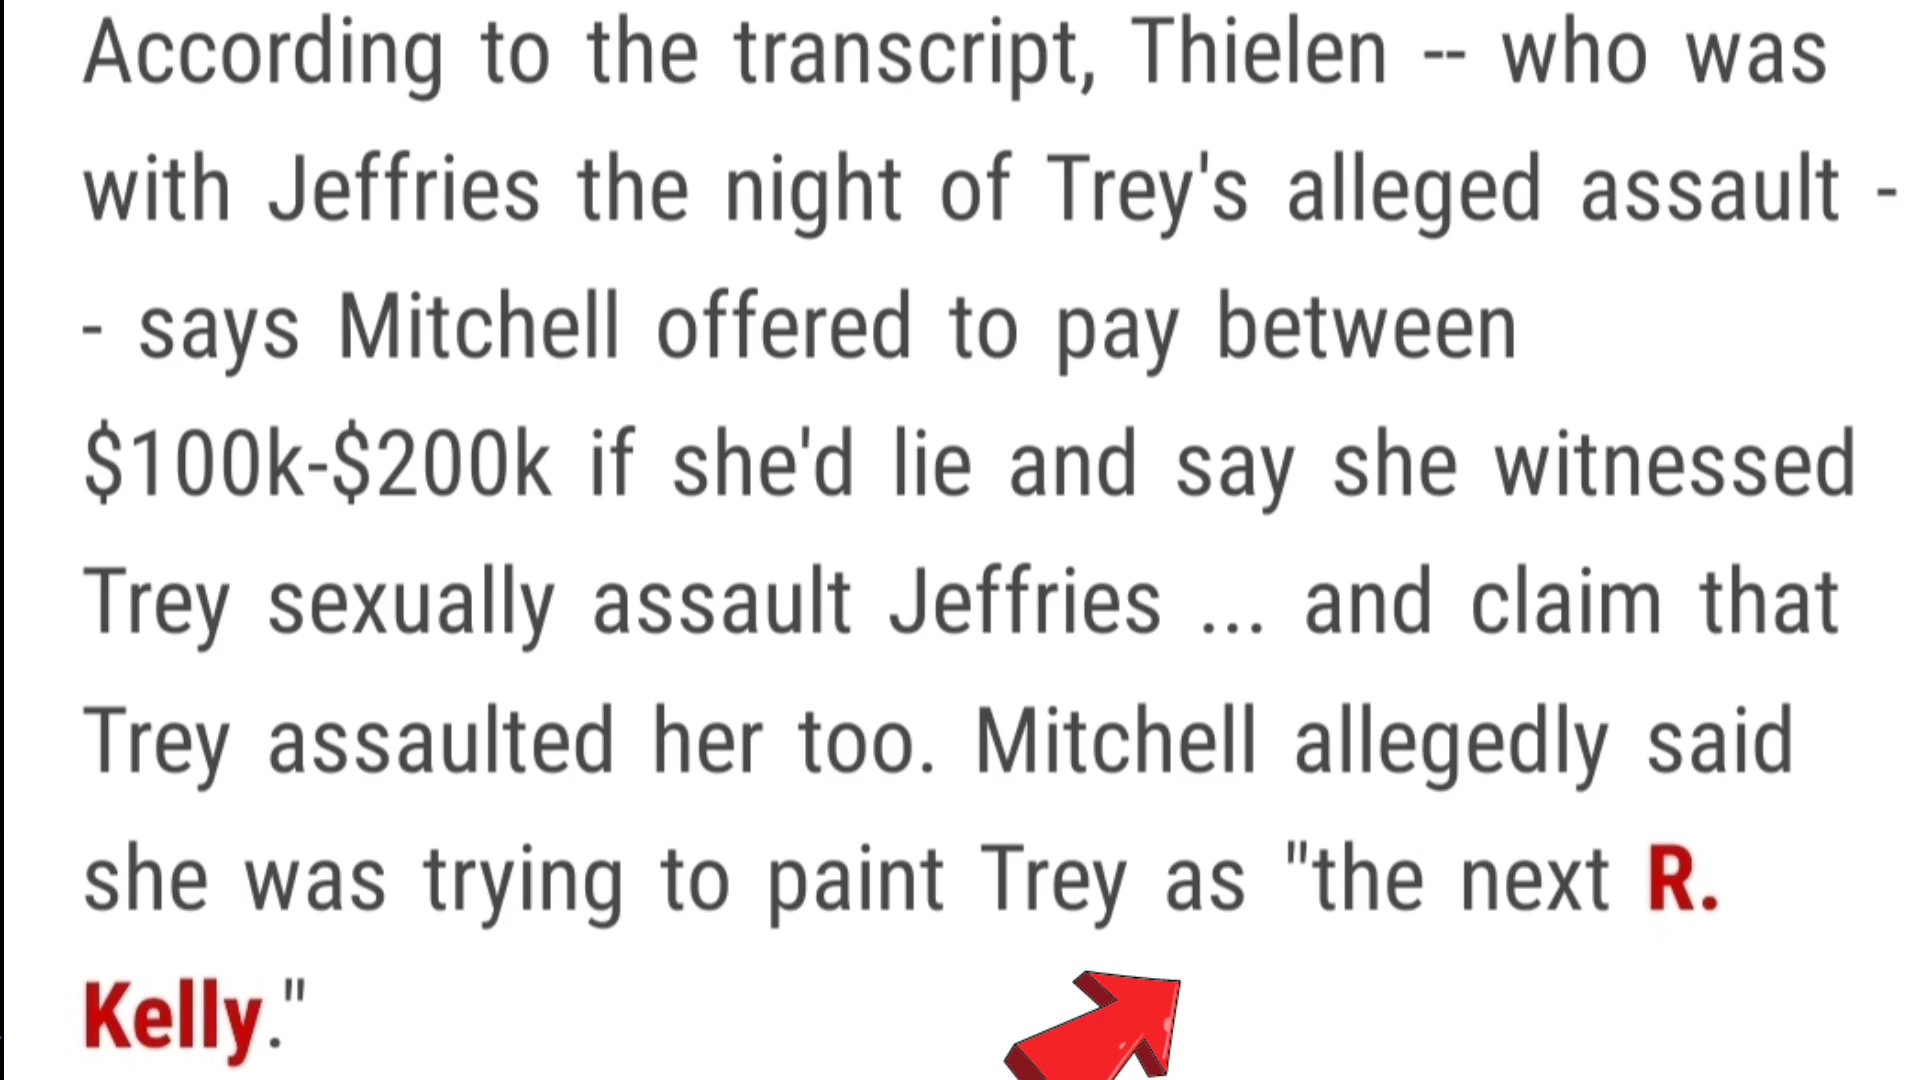 According to the transcript, Thielen -- who was
with Jeffries the night of Trey's alleged assault -
- says Mitchell offered to pay between
$100k-$200k if she'd lie and say she witnessed
Trey sexually assault Jeffries ... and claim that
Trey assaulted her too. Mitchell allegedly said
she was trying to paint Trey as "the next R.
Kelly."